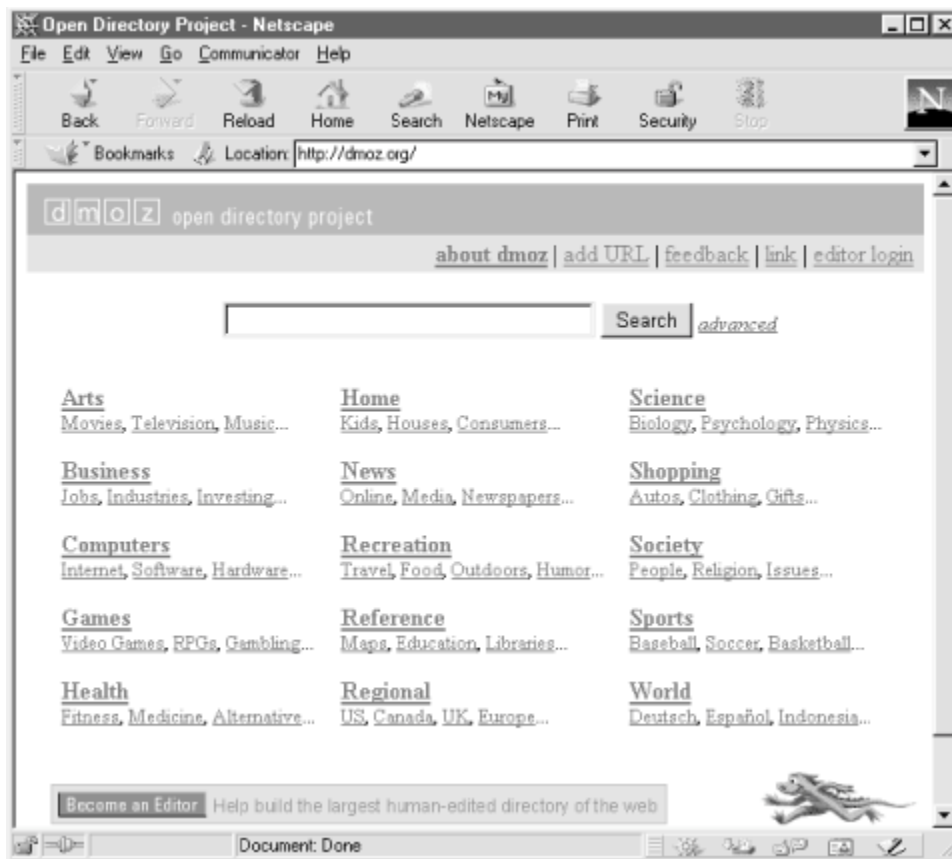 Open Directory Project - Netscape
File Edit View Go Communicator Help
Back Forward Reload Home Search Netscape Print Security Stop
Bookmarks Location: http://dmoz.org/
dmoz open directory project
about dmoz | add URL | feedback | link | editor login
Search advanced
Arts Home Science
Movies, Television, Music... Kids, Houses, Consumers... Biology, Psychology, Physics...
Business News Shopping
Jobs, Industries, Investing... Online, Media, Newspapers... Autos, Clothing, Gifts...
Computers Recreation Society
Internet, Software, Hardware... Travel, Food, Outdoors, Humor... People, Religion, Issues...
Games Reference Sports
Video Games, RPGs, Gambling... Maps, Education, Libraries... Baseball, Soccer, Basketball...
Health Regional World
Fitness, Medicine, Alternative... US, Canada, UK, Europe... Deutsch, Español, Indonesia...
Become an Editor Help build the largest human-edited directory of the web
Document: Done